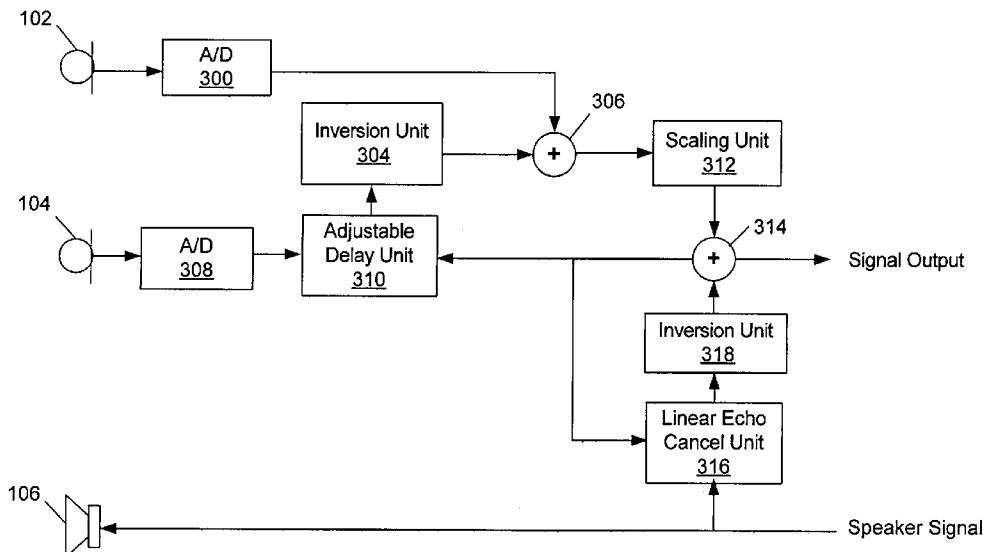 102
A/D
300
306
Inversion Unit
304
+
Scaling Unit
312
104
A/D
308
Adjustable
Delay Unit
310
314
+
Signal Output
Inversion Unit
318
Linear Echo
Cancel Unit
316
106
Speaker Signal